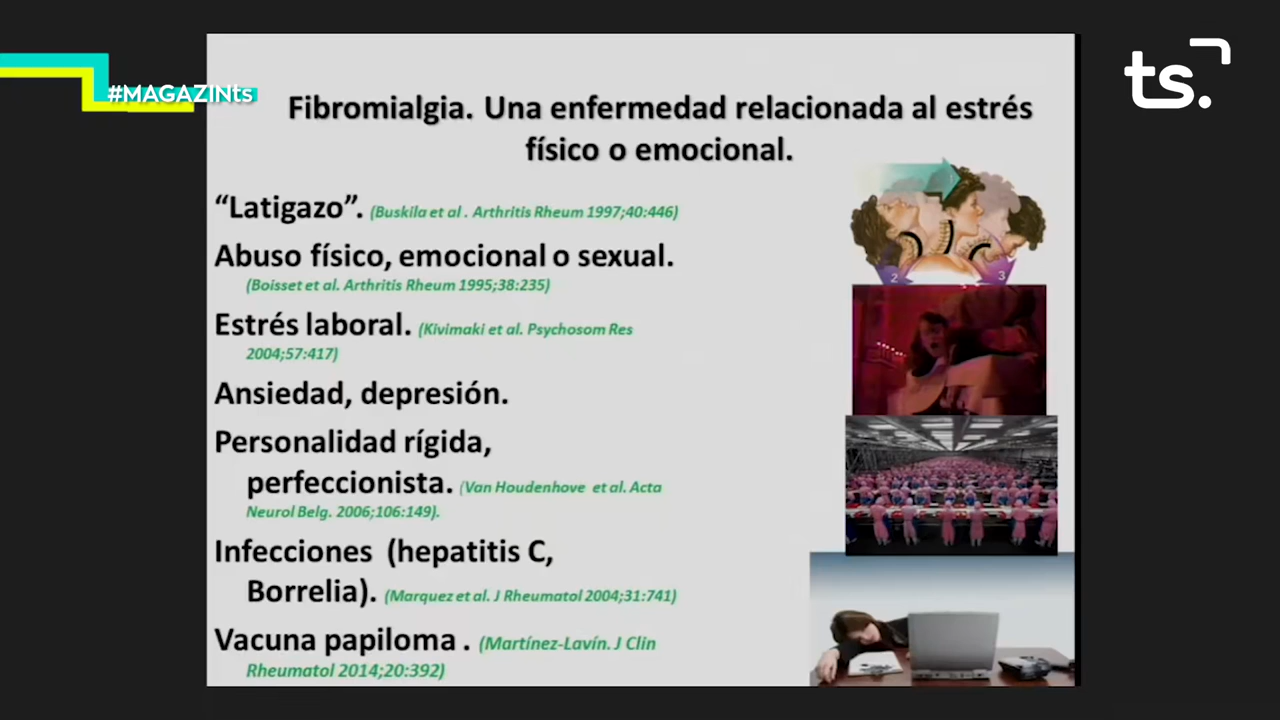 #MAGAZINts
ts.
Fibromialgia. Una enfermedad relacionada al estrés
físico o emocional.
“Latigazo”. (Buskila et al . Arthritis Rheum 1997;40:446)
Abuso físico, emocional o sexual.
(Boisset et al. Arthritis Rheum 1995;38:235)
Estrés laboral. (Kivimaki et al. Psychosom Res
2004;57:417)
Ansiedad, depresión.
Personalidad rígida,
perfeccionista. (Van Houdenhove et al. Acta
Neurol Belg. 2006;106:149).
Infecciones (hepatitis C,
Borrelia). (Marquez et al. J Rheumatol 2004;31:741)
Vacuna papiloma . (Martínez-Lavín. J Clin
Rheumatol 2014;20:392)
2
3